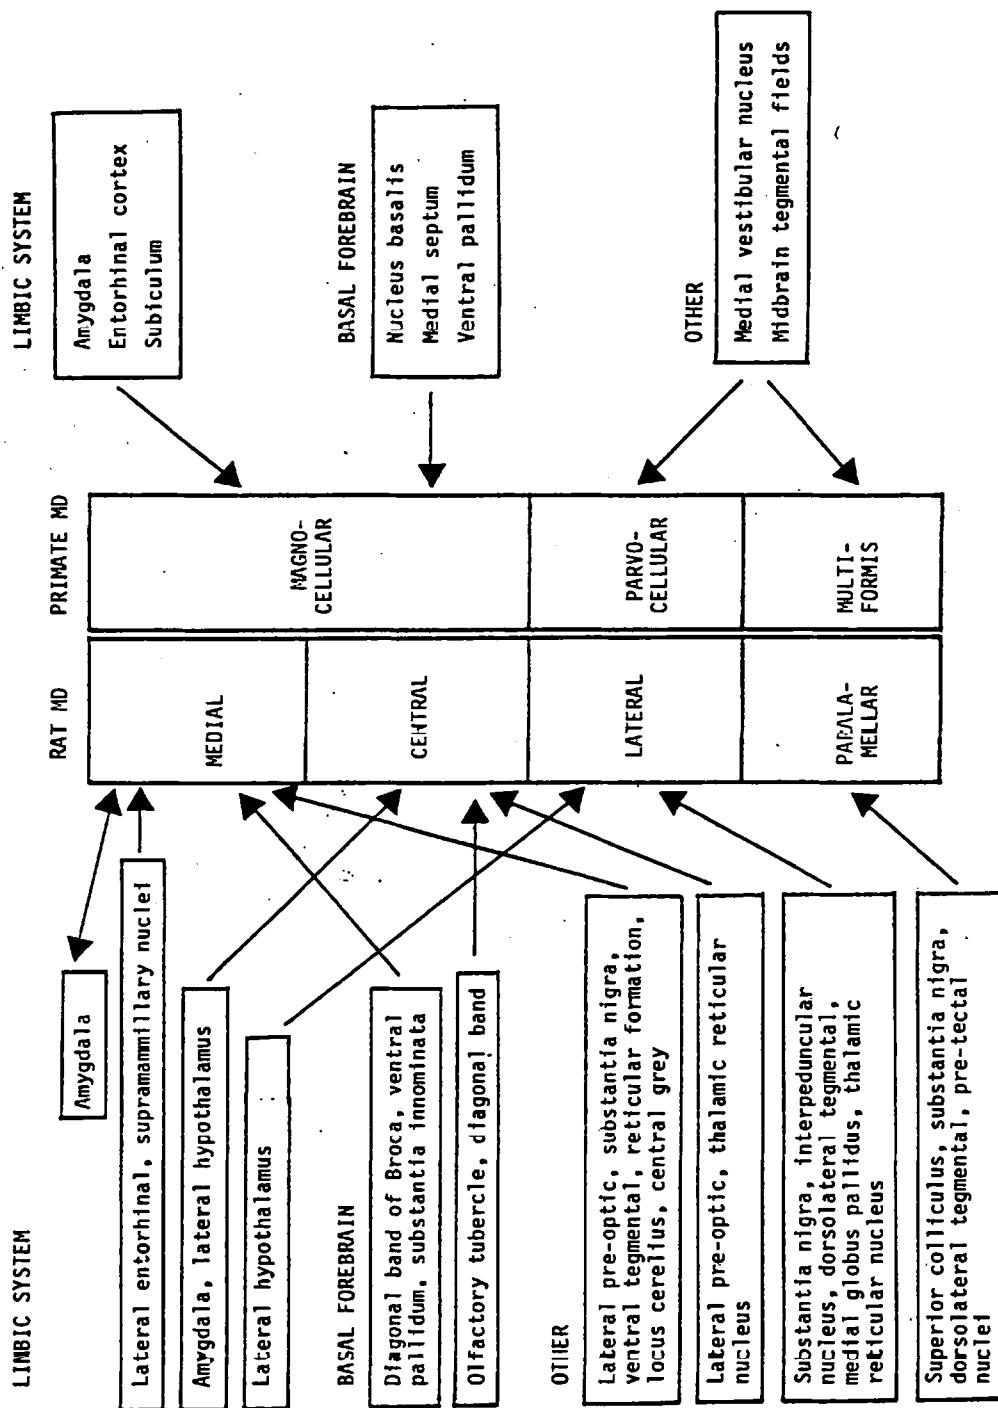 LIMBIC SYSTEM
Amygdala
Lateral entorhinal, supramammillary nuclei
Amygdala, lateral hypothalamus
Lateral hypothalamus
BASAL FOREBRAIN
Diagonal band of Broca, ventral
pallidum, substantia innominata
Olfactory tubercle, diagonal band
OTHER
Lateral pre-optic, substantia nigra,
ventral tegmental, reticular formation,
locus cerelius, central grey
Lateral pre-optic, thalamic reticular
nucleus
Substantia nigra, interpeduncular
nucleus, dorsolateral tegmental,
medial globus pallidus, thalamic
reticular nucleus
Superior colliculus, substantia nigra,
dorsolateral tegmental, pre-tectal
nuclei
RAT MD
MEDIAL
CENTRAL
LATERAL
PARALA-
MELLAR
PRIMATE MD
MAGNO-
CELLULAR
PARVO-
CELLULAR
MULTI-
FORMIS
LIMBIC SYSTEM
Amygdala
Entorhinal cortex
Subiculum
BASAL FOREBRAIN
Nucleus basalis
Medial septum
Ventral pallidum
OTHER
Medial vestibular nucleus
Midbrain tegmental fields